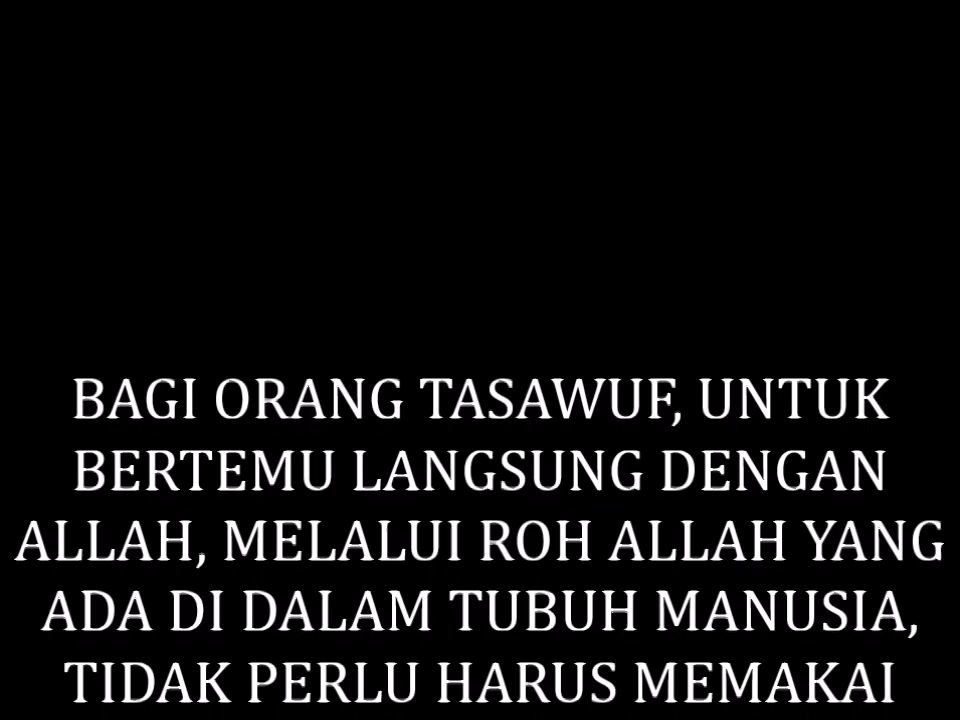 BAGI ORANG TASAWUF, UNTUK
BERTEMU LANGSUNG DENGAN
ALLAH, MELALUI ROH ALLAH YANG
ADA DI DALAM TUBUH MANUSIA,
TIDAK PERLU HARUS MEMAKAI